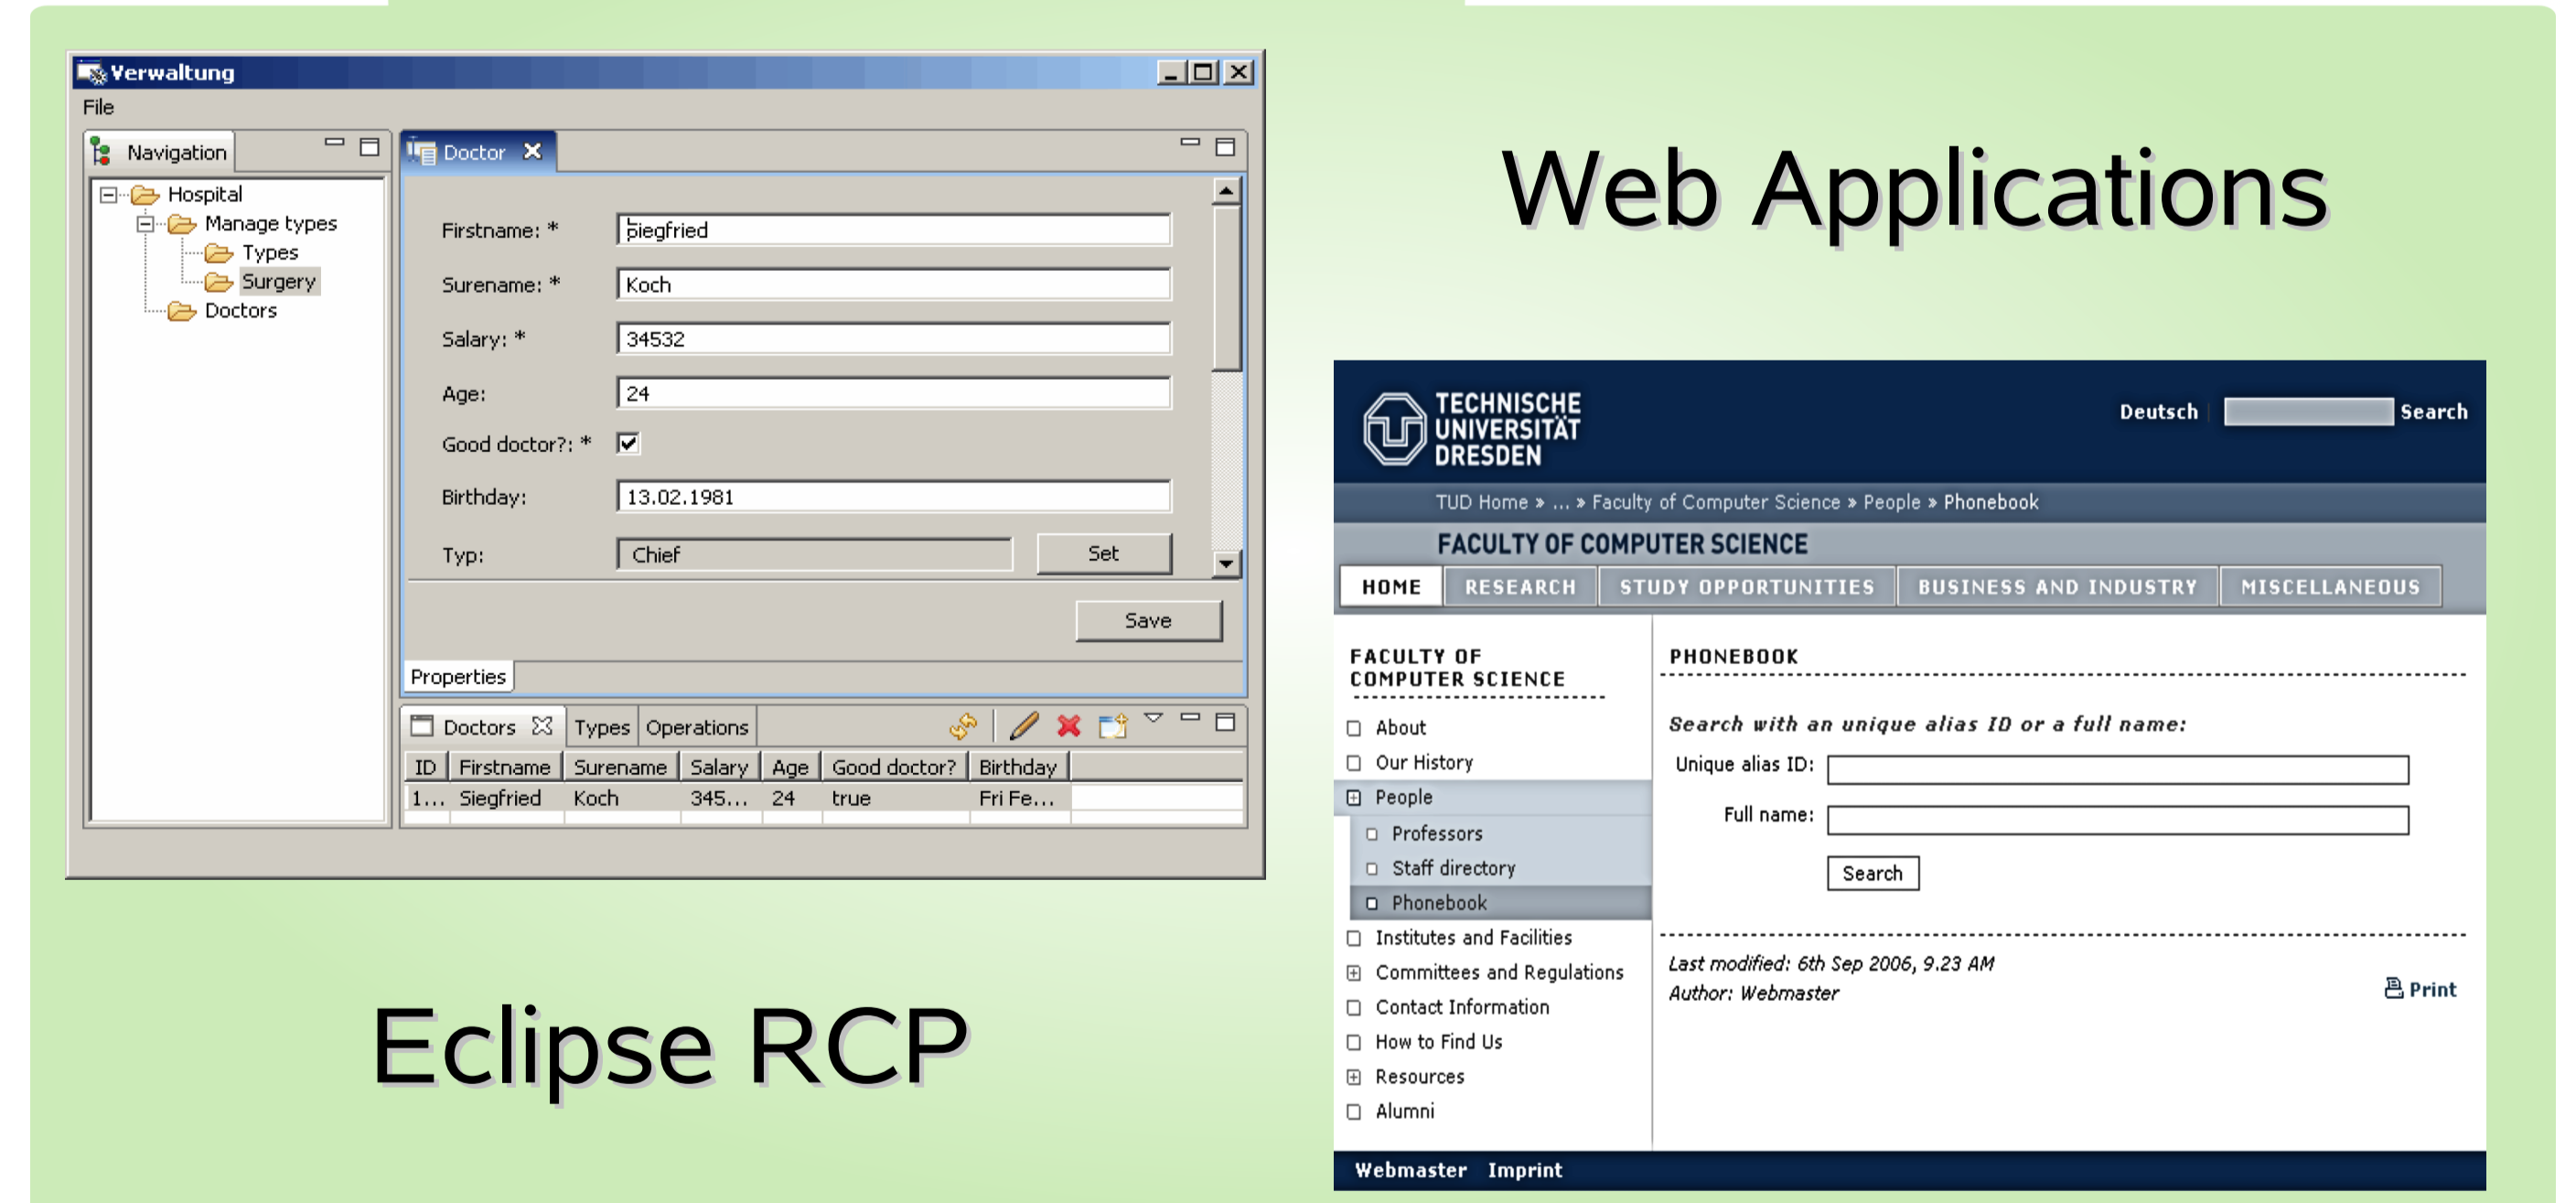 Verwaltung
File
Navigation
Hospital
Manage types
Types
Surgery
Doctors
Doctor
Firstname: * Siegfried
Surename: * Koch
Salary: * 34532
Age: 24
Good doctor?: *
Birthday: 13.02.1981
Typ: Chief Set
Save
Properties
Doctors Types Operations
ID Firstname Surename Salary Age Good doctor? Birthday
1... Siegfried Koch 345... 24 true Fri Fe...
Eclipse RCP
Web Applications
TECHNISCHE
UNIVERSITÄT
DRESDEN
Deutsch Search
TUD Home » ... » Faculty of Computer Science » People » Phonebook
FACULTY OF COMPUTER SCIENCE
HOME RESEARCH STUDY OPPORTUNITIES BUSINESS AND INDUSTRY MISCELLANEOUS
FACULTY OF
COMPUTER SCIENCE
About
Our History
People
Professors
Staff directory
Phonebook
Institutes and Facilities
Committees and Regulations
Contact Information
How to Find Us
Resources
Alumni
PHONEBOOK
Search with an unique alias ID or a full name:
Unique alias ID:
Full name:
Search
Last modified: 6th Sep 2006, 9.23 AM
Author: Webmaster
Print
Webmaster Imprint